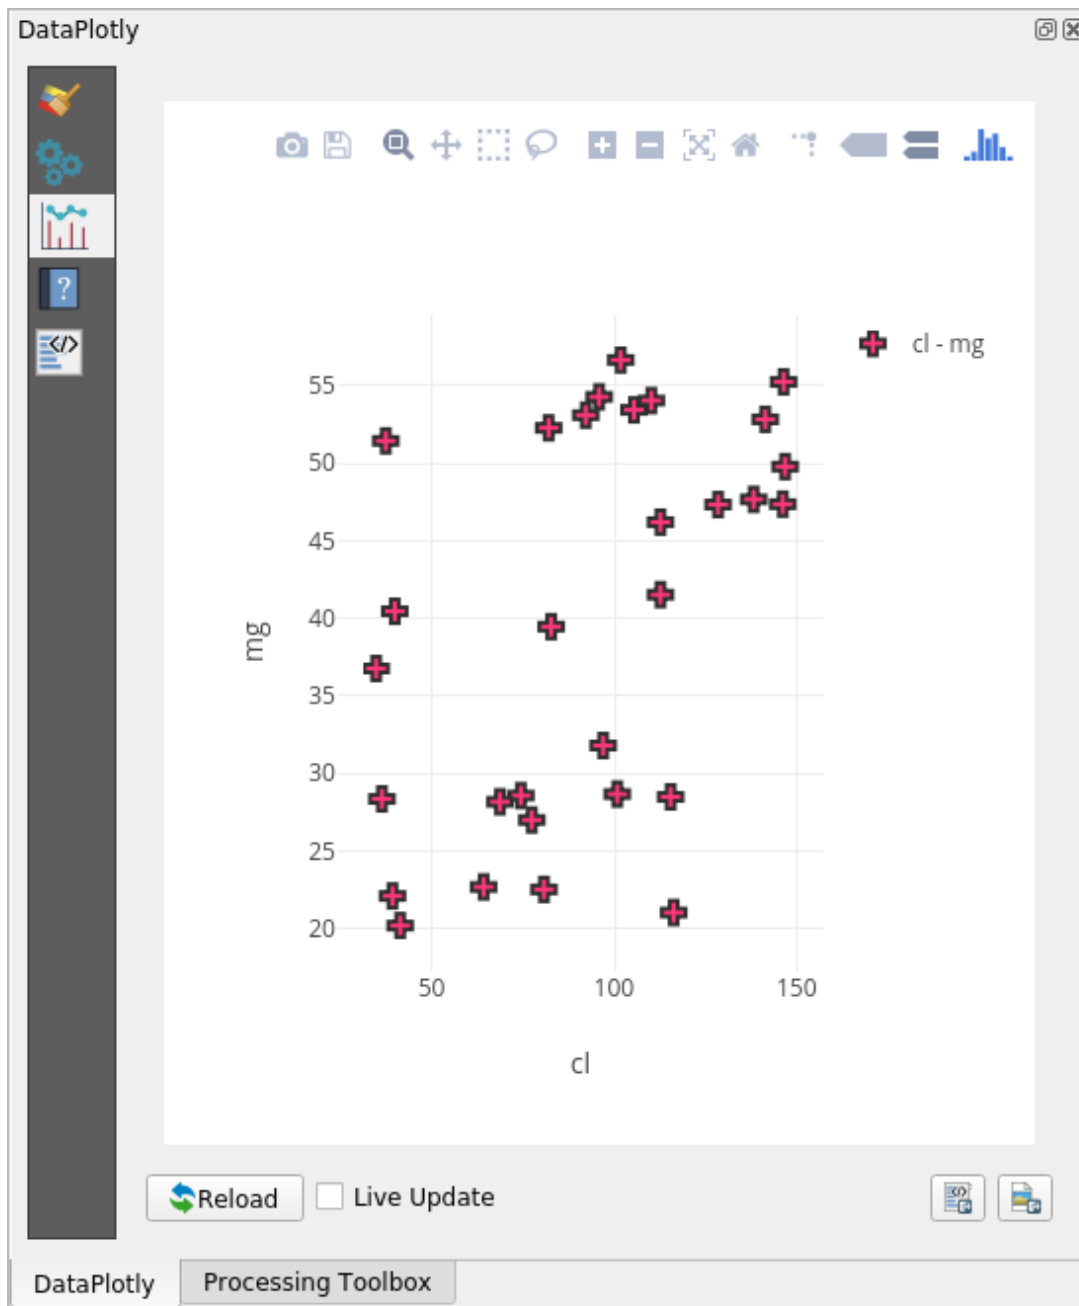 DataPlotly
?
</>
cl - mg
55
50
45
40
35
30
25
20
mg
50 100 150
cl
Reload Live Update
</>
DataPlotly Processing Toolbox